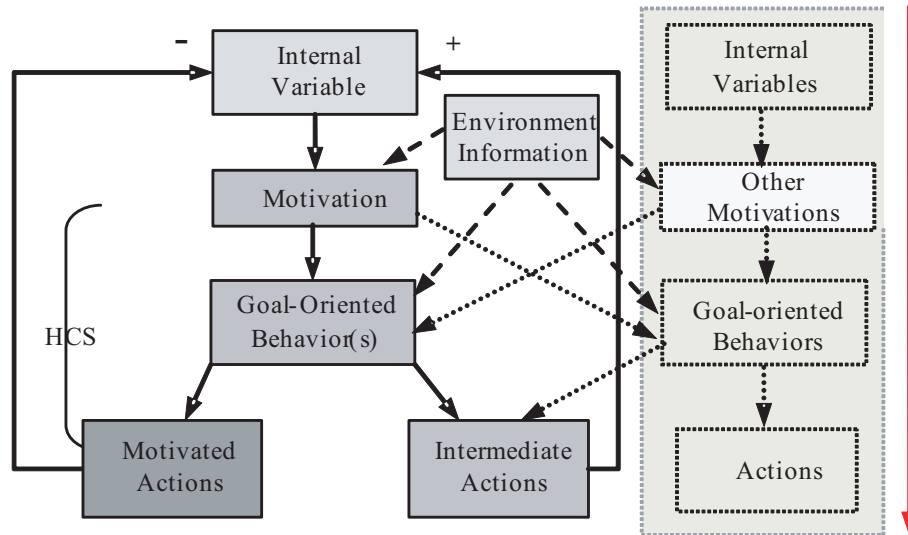 −
+
Internal
Variable
Environment
Information
Motivation
Goal-Oriented
Behavior(s)
HCS
Motivated
Actions
Intermediate
Actions
Internal
Variables
Other
Motivations
Goal-oriented
Behaviors
Actions